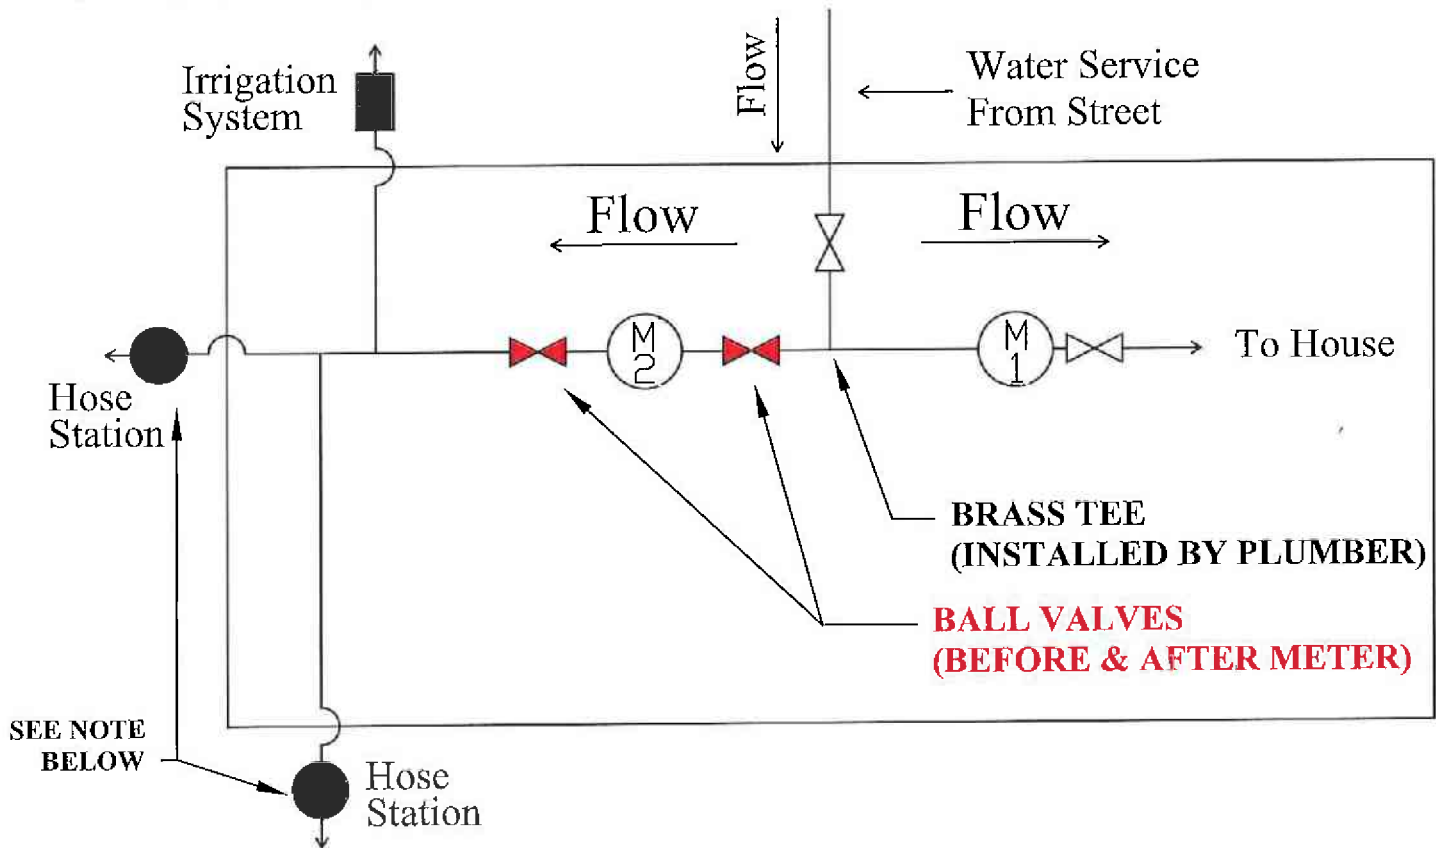 Irrigation
System
Flow
Water Service
From Street
Flow
Flow
M
2
M
1
To House
Hose
Station
BRASS TEE
(INSTALLED BY PLUMBER)
BALL VALVES
(BEFORE & AFTER METER)
SEE NOTE
BELOW
Hose
Station